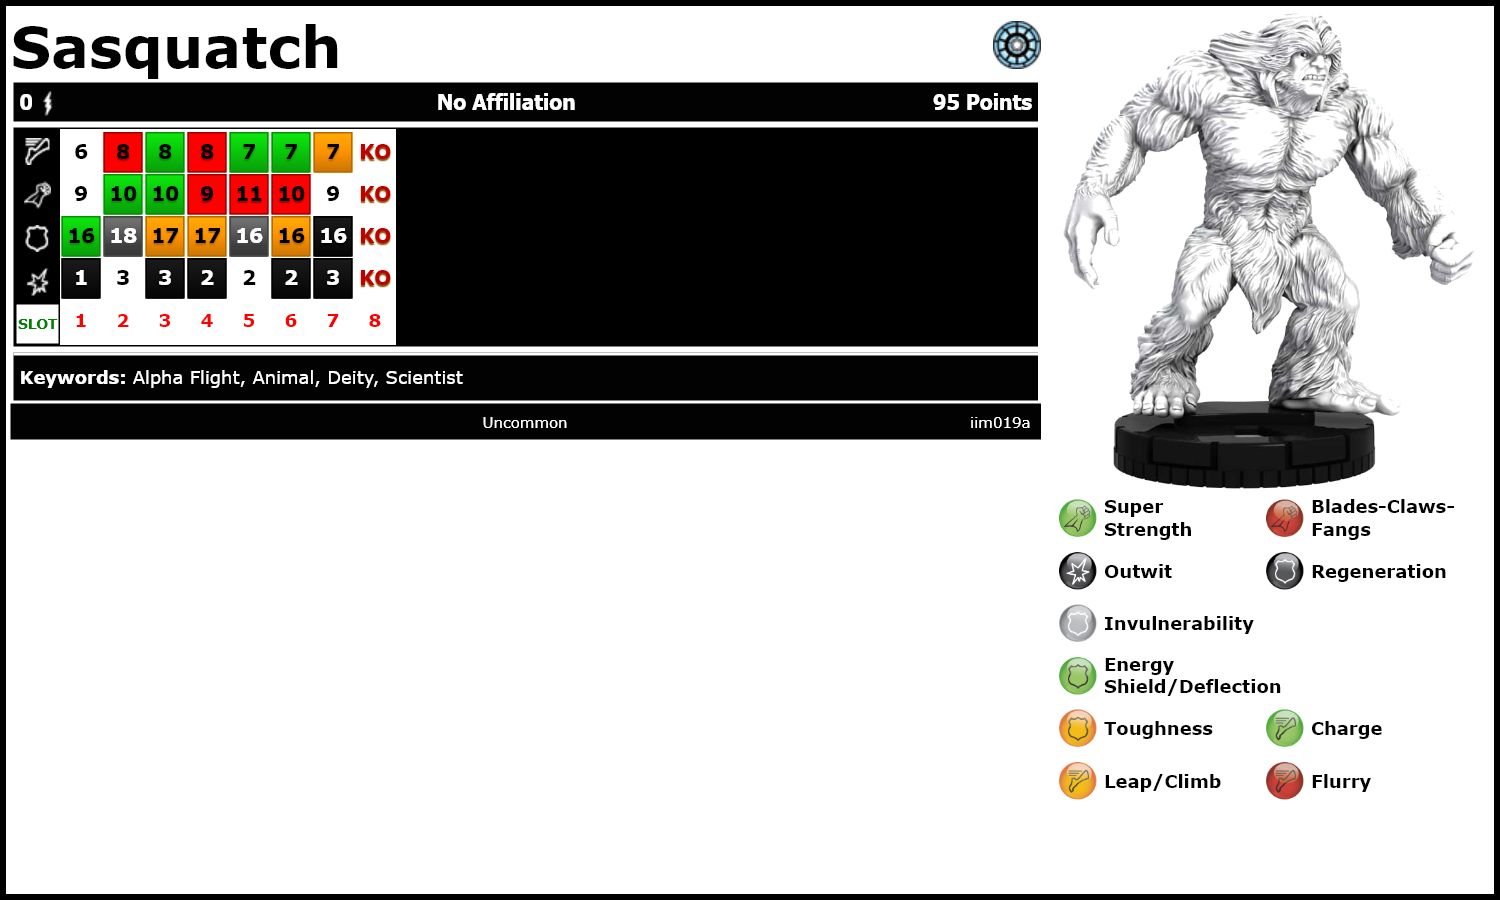 Sasquatch
0 No Affiliation 95 Points
6 8 8 8 7 7 7 KO
9 10 10 9 11 10 9 KO
16 18 17 17 16 16 16 KO
1 3 3 2 2 2 3 KO
SLOT 1 2 3 4 5 6 7 8
Keywords: Alpha Flight, Animal, Deity, Scientist
Uncommon iim019a
Super
Strength
Blades-Claws-
Fangs
Outwit
Regeneration
Invulnerability
Energy
Shield/Deflection
Toughness
Charge
Leap/Climb
Flurry